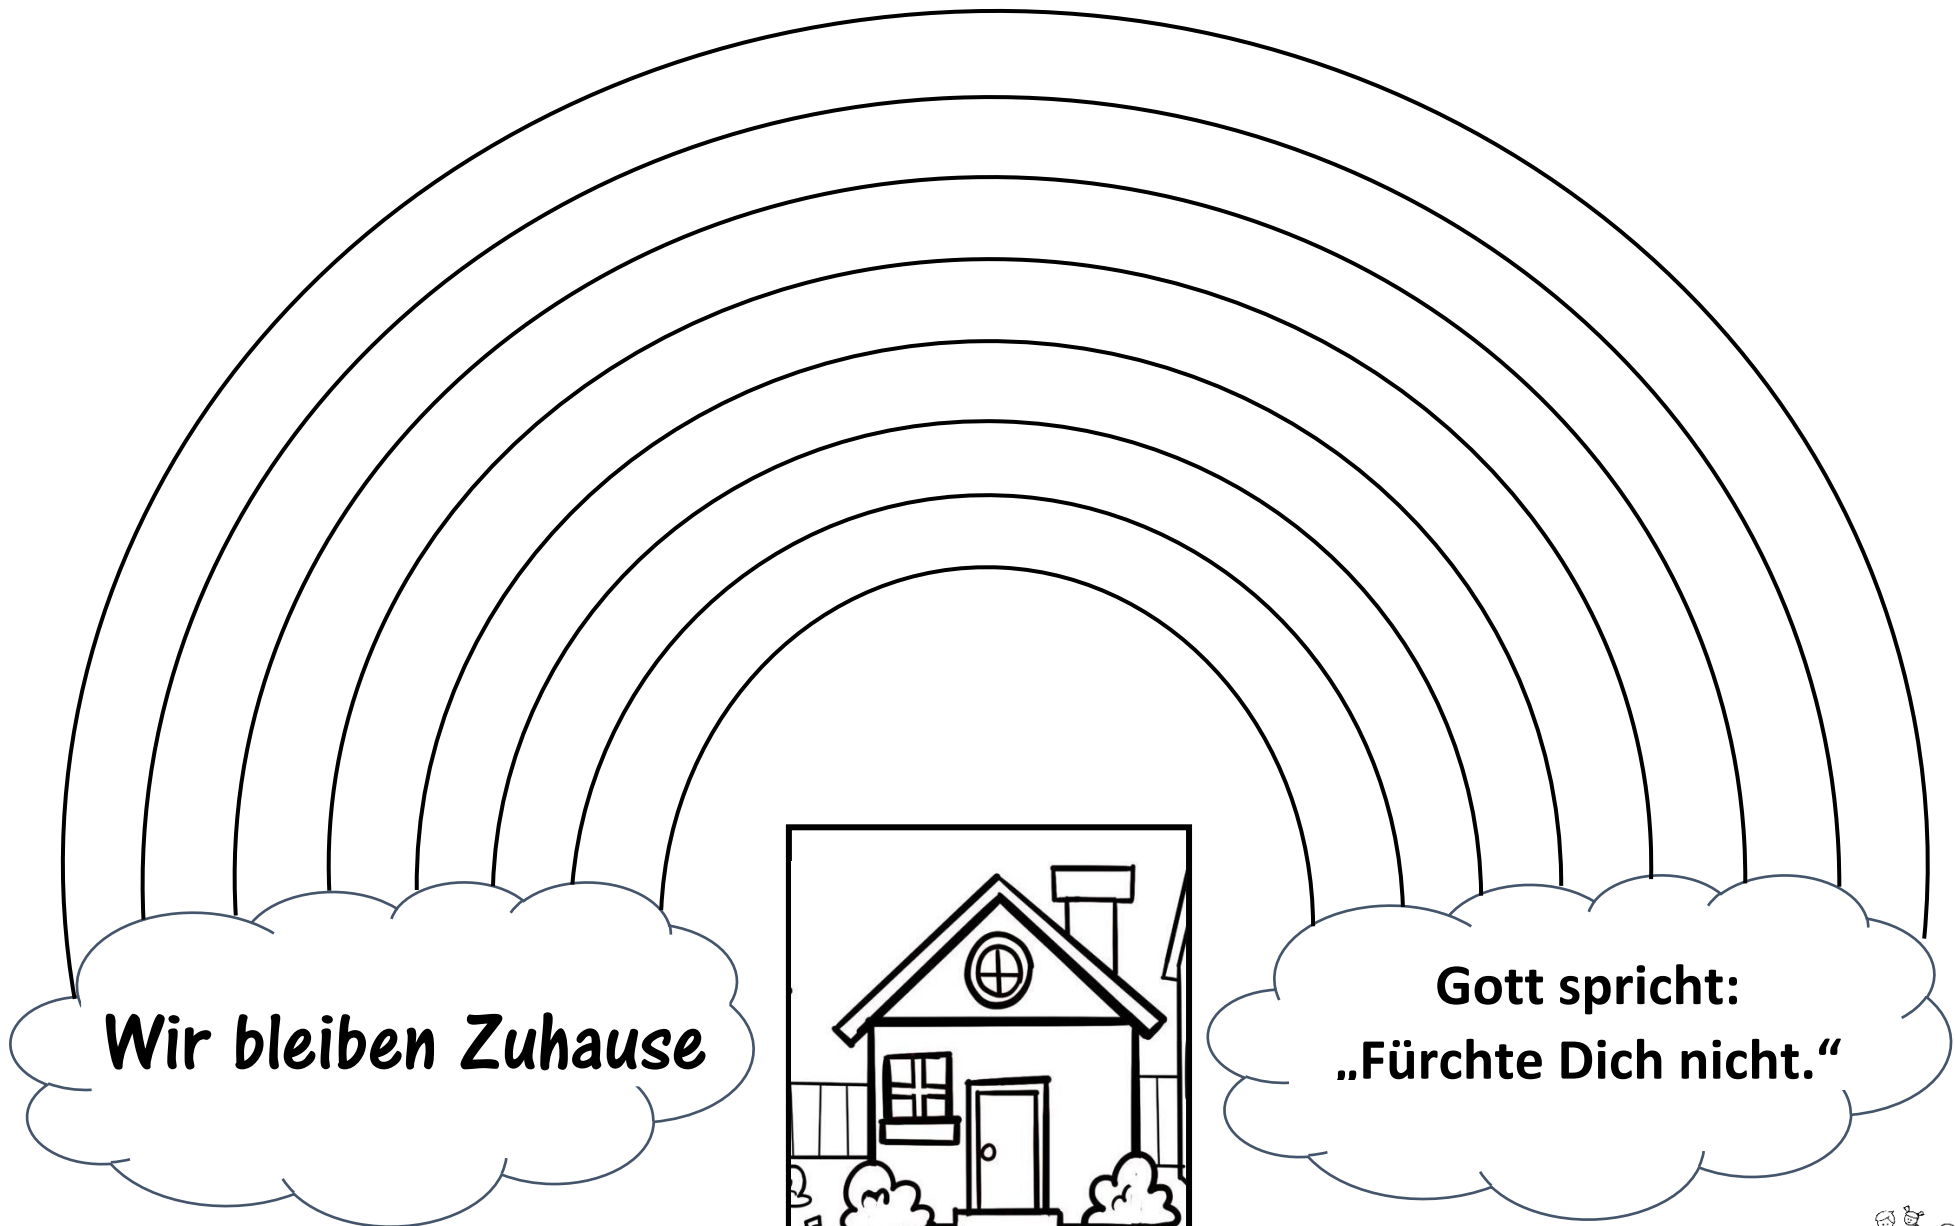 Wir bleiben Zuhause
Gott spricht:
„Fürchte Dich nicht.“